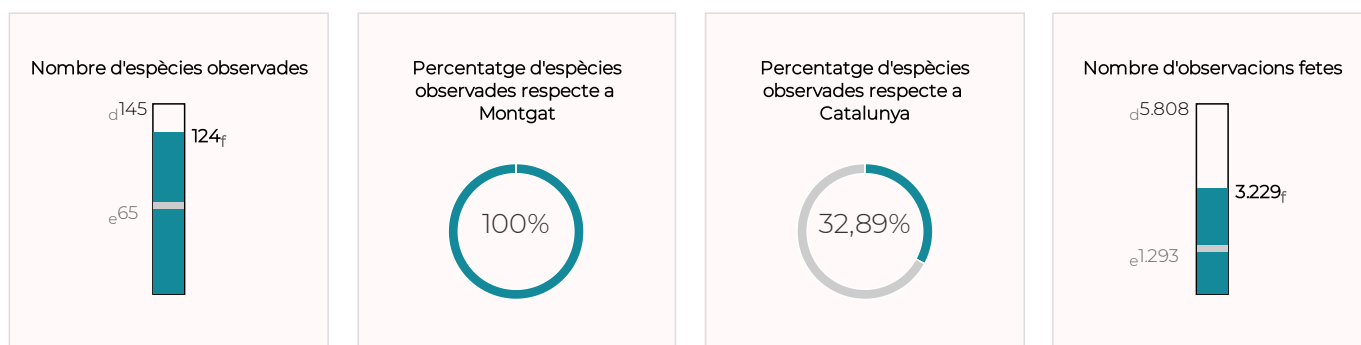 Nombre d'espècies observades
d145
124f
e65
Percentatge d'espècies
observades respecte a
Montgat
100%
Percentatge d'espècies
observades respecte a
Catalunya
32,89%
Nombre d'observacions fetes
d5.808
3.229f
e1.293